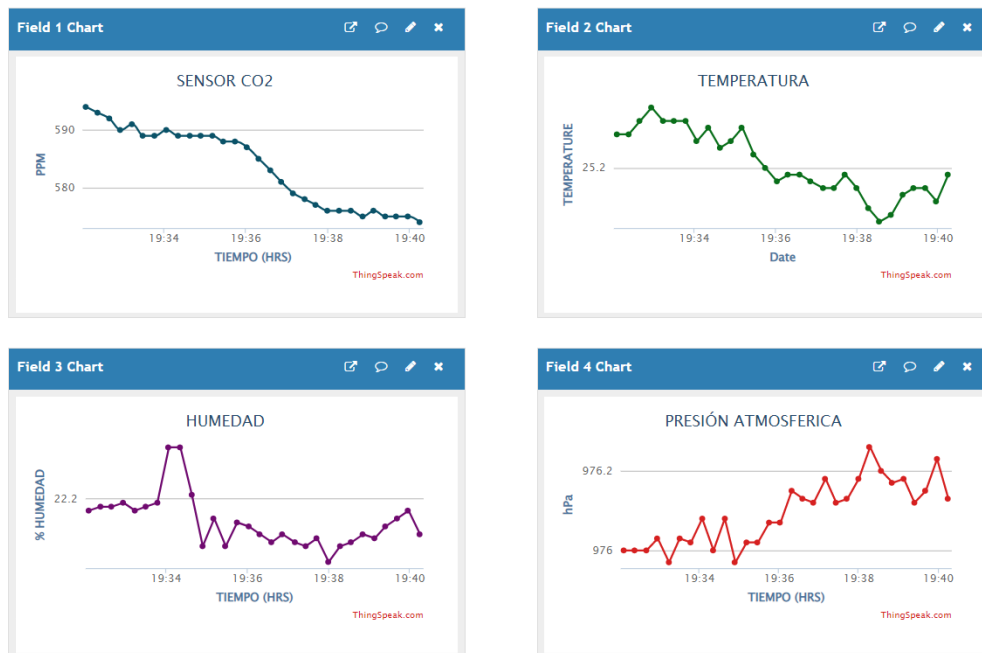 Field 1 Chart
SENSOR CO2
PPM
590
580
19:34 19:36 19:38 19:40
TIEMPO (HRS)
ThingSpeak.com
Field 2 Chart
TEMPERATURA
TEMPERATURE
25.2
19:34 19:36 19:38 19:40
Date
ThingSpeak.com
Field 3 Chart
HUMEDAD
% HUMEDAD
22.2
19:34 19:36 19:38 19:40
TIEMPO (HRS)
ThingSpeak.com
Field 4 Chart
PRESIÓN ATMOSFERICA
hPa
976.2
976
19:34 19:36 19:38 19:40
TIEMPO (HRS)
ThingSpeak.com